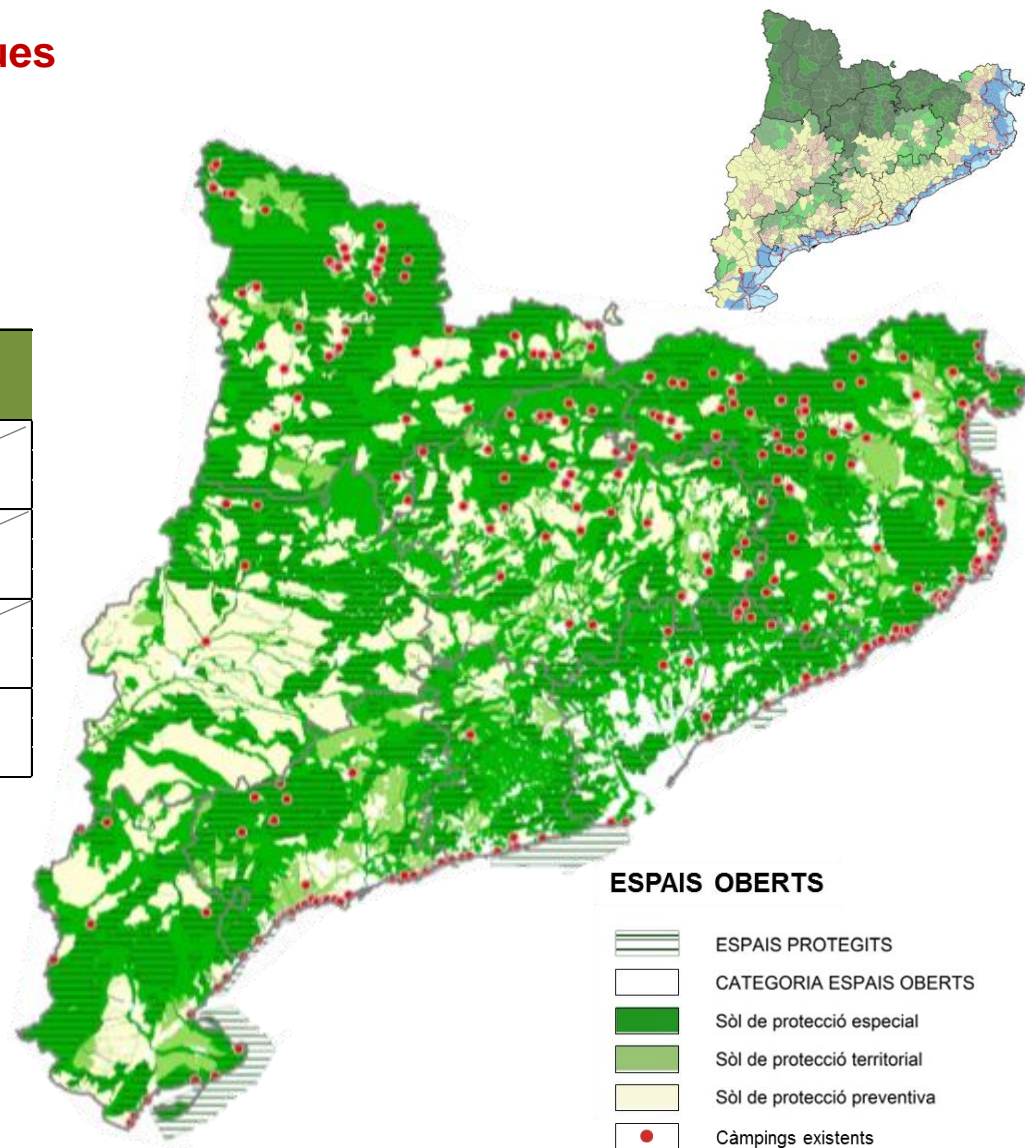 ues
ESPAIS OBERTS
ESPAIS PROTEGITS
CATEGORIA ESPAIS OBERTS
Sòl de protecció especial
Sòl de protecció territorial
Sòl de protecció preventiva
Càmpings existents